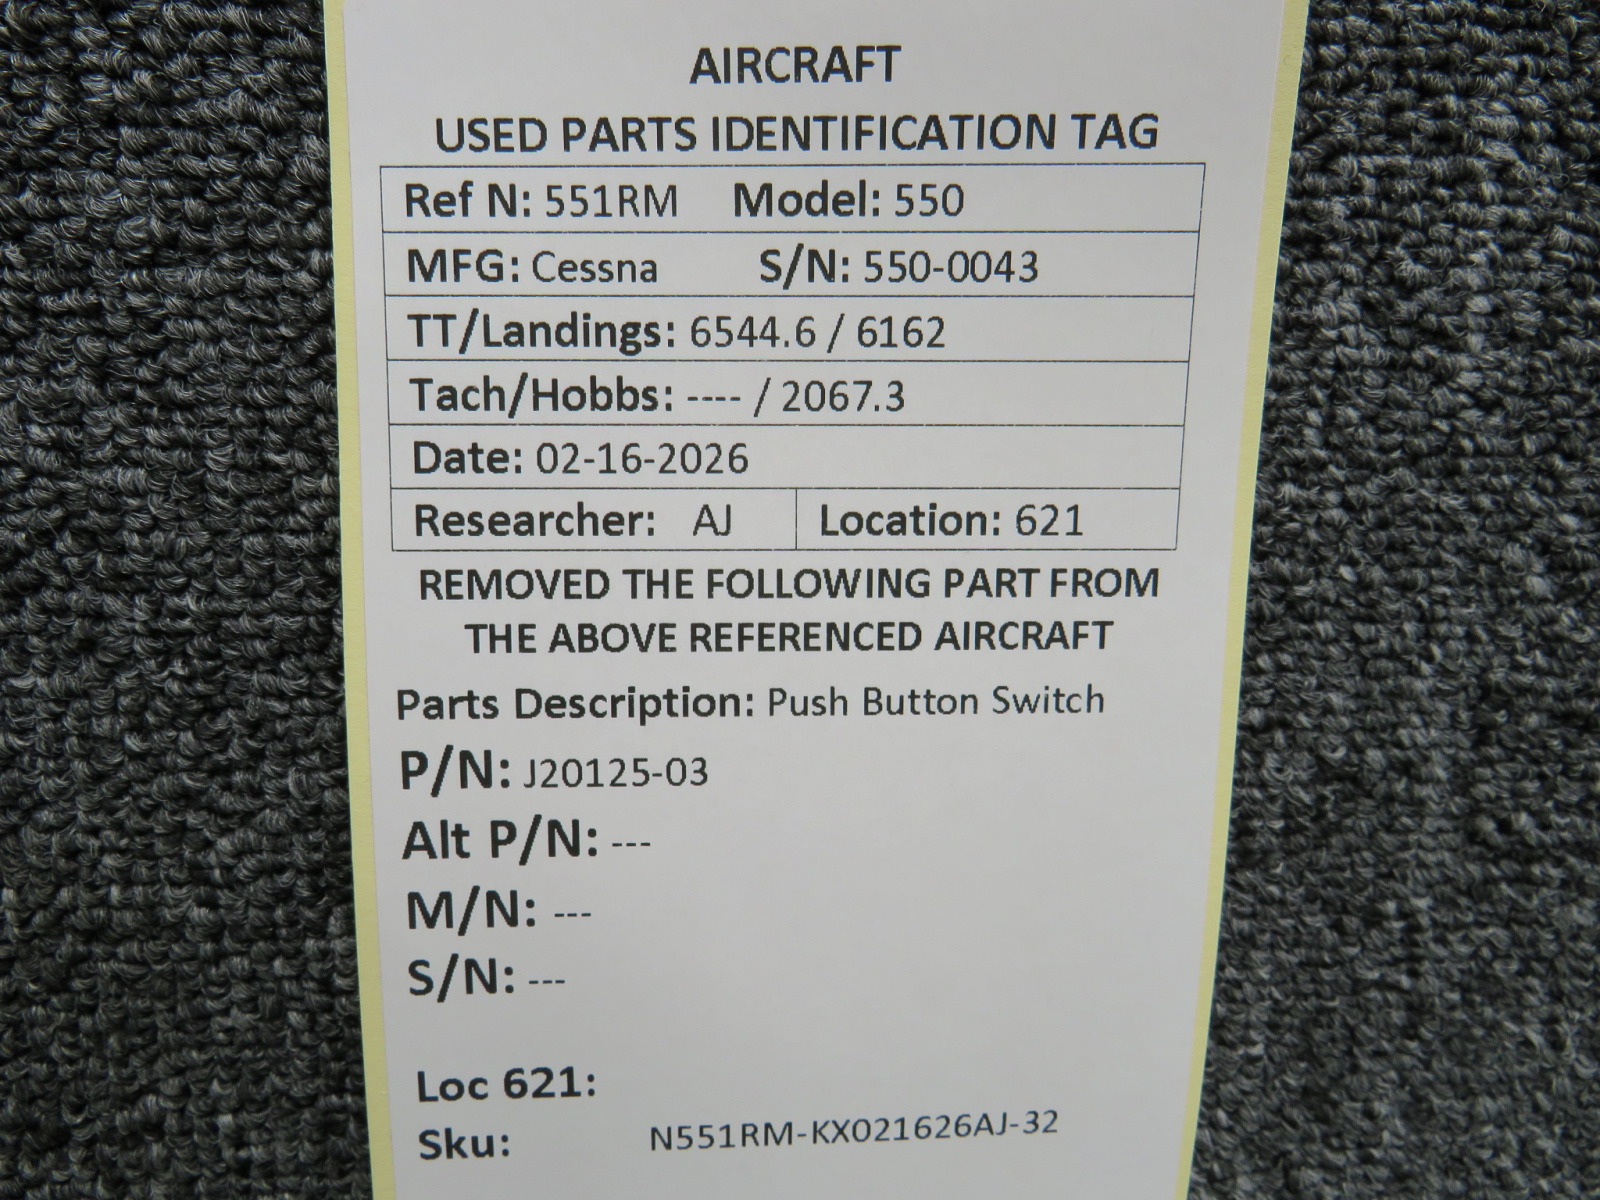 AIRCRAFT
USED PARTS IDENTIFICATION TAG
Ref N: 551RM Model: 550
MFG: Cessna S/N: 550-0043
TT/Landings: 6544.6 / 6162
Tach/Hobbs: ---- / 2067.3
Date: 02-16-2026
Researcher: AJ Location: 621
REMOVED THE FOLLOWING PART FROM
THE ABOVE REFERENCED AIRCRAFT
Parts Description: Push Button Switch
P/N: J20125-03
Alt P/N: ---
M/N: ---
S/N: ---
Loc 621:
Sku: N551RM-KX021626AJ-32